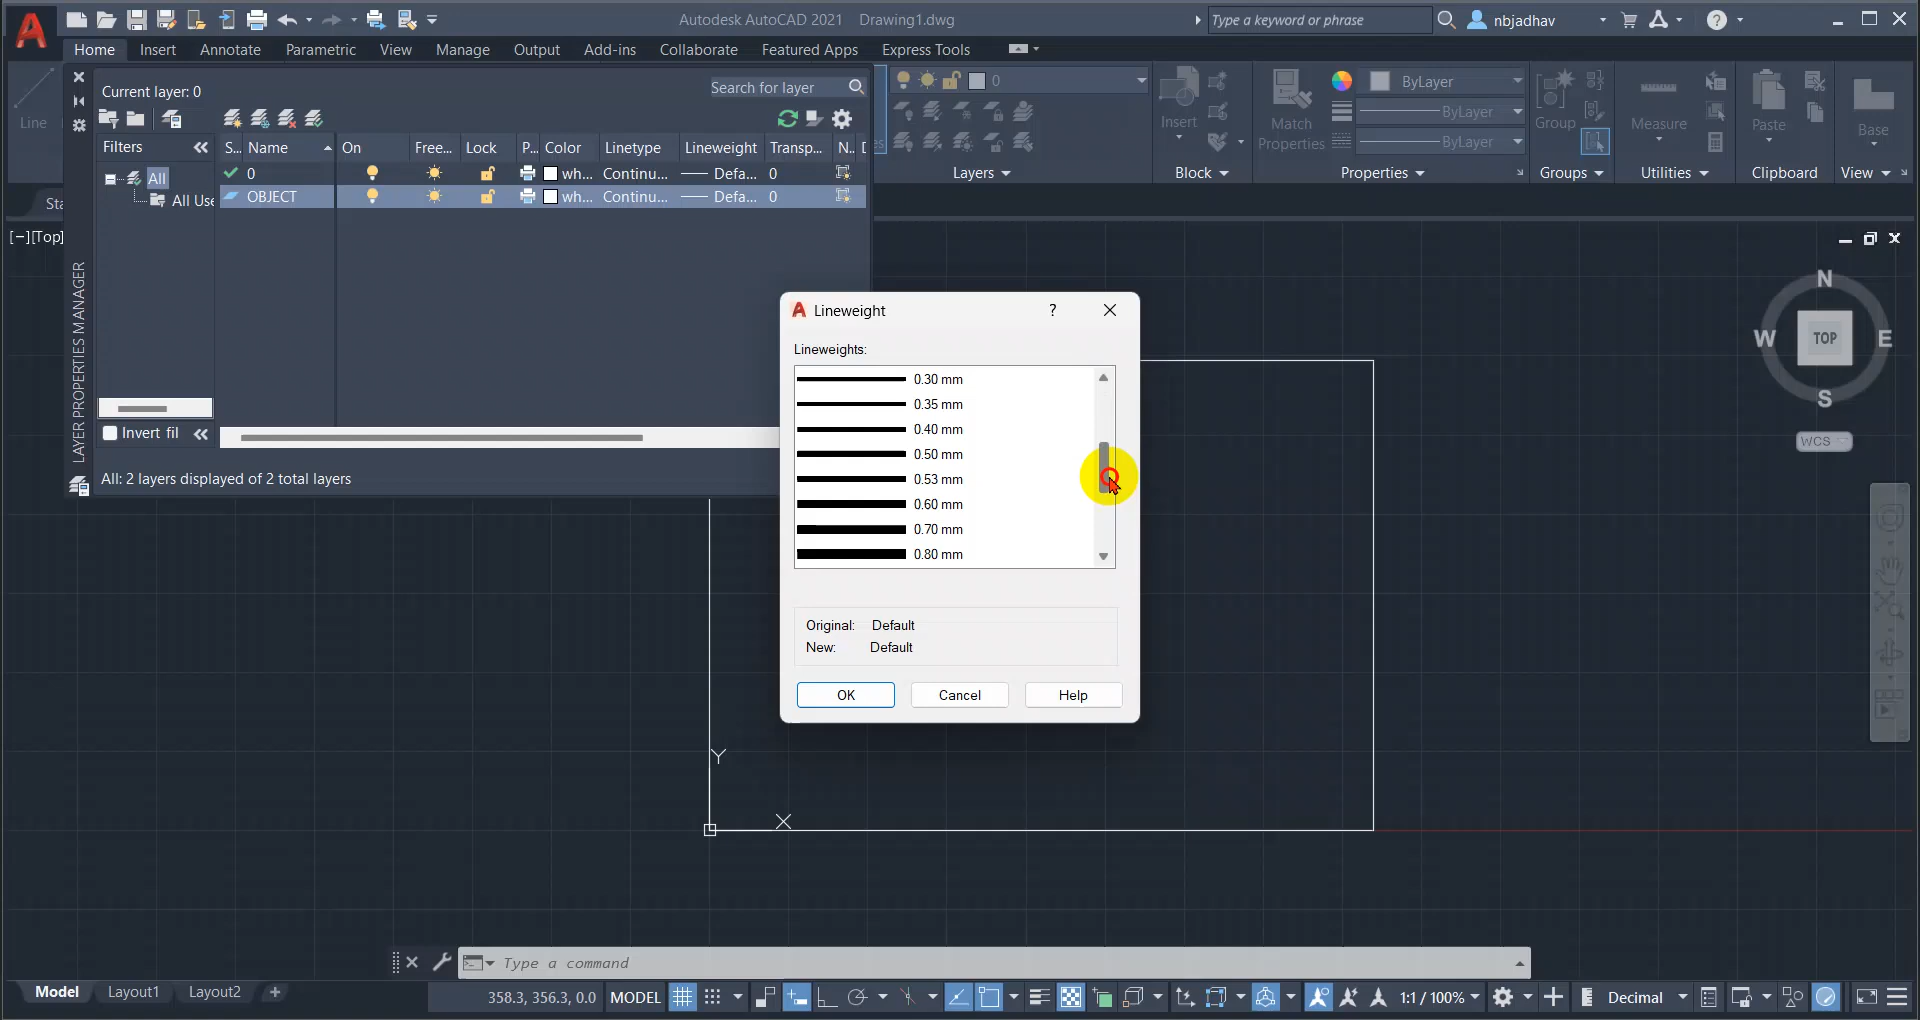 Autodesk AutoCAD 2021 Drawing1.dwg
Type a keyword or phrase
nbjadhav
Home Insert Annotate Parametric View Manage Output Add-ins Collaborate Featured Apps Express Tools
Line
Current layer: 0
Search for layer
0
Insert
Match
Properties
ByLayer
ByLayer
ByLayer
Group
Measure
Paste
Base
Layers Block Properties Groups Utilities Clipboard View
Filters
S.. Name On Free... Lock P.. Color Linetype Lineweight Transp... N.. D
All
All Use
0 wh... Continu... Defa... 0
OBJECT wh... Continu... Defa... 0
Sta
[−][Top]
LAYER PROPERTIES MANAGER
Invert fil
All: 2 layers displayed of 2 total layers
Lineweight
Lineweights:
0.30 mm
0.35 mm
0.40 mm
0.50 mm
0.53 mm
0.60 mm
0.70 mm
0.80 mm
Original: Default
New: Default
OK Cancel Help
N
W TOP E
S
WCS
Y
X
Type a command
Model Layout1 Layout2
358.3, 356.3, 0.0 MODEL 1:1 / 100% Decimal